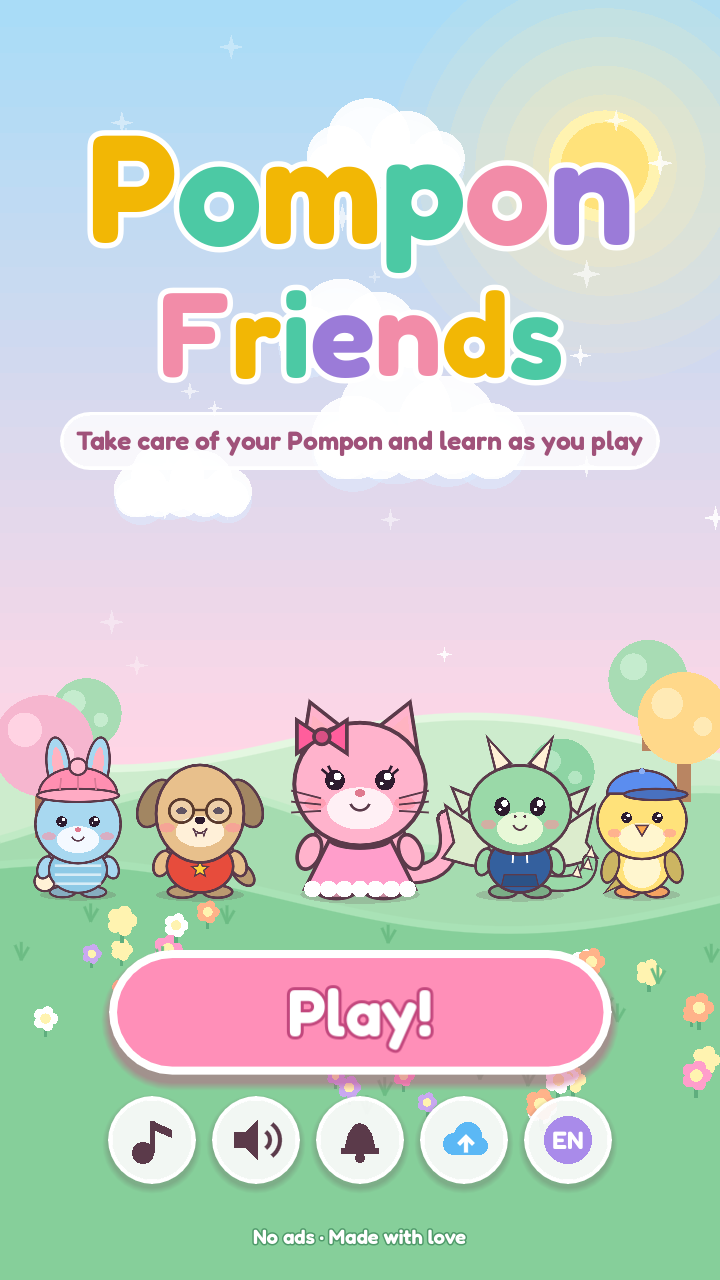 Pompon
Friends
Take care of your Pompon and learn as you play
Play!
EN
No ads · Made with love